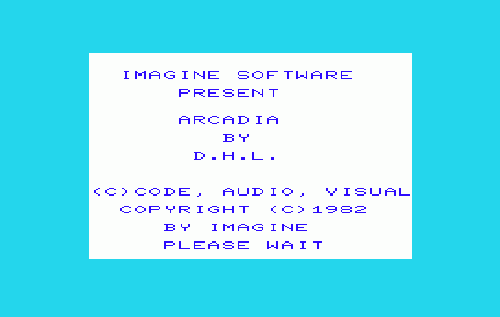 IMAGINE SOFTWARE
PRESENT
ARCADIA
BY
D.H.L.
(C)CODE, AUDIO, VISUAL
COPYRIGHT (C)1982
BY IMAGINE
PLEASE WAIT